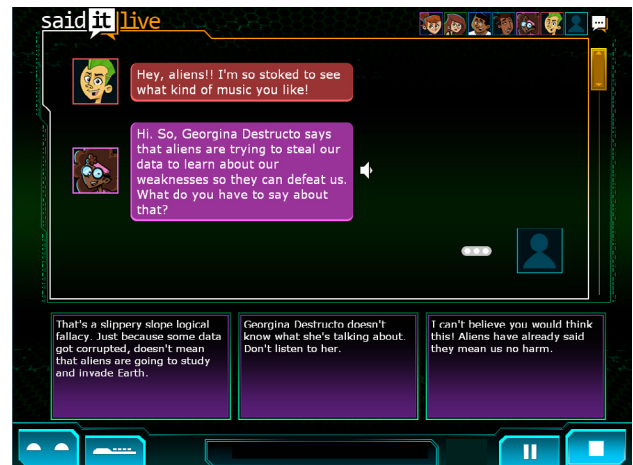 said it live
Hey, aliens!! I'm so stoked to see
what kind of music you like!
Hi. So, Georgina Destructo says
that aliens are trying to steal our
data to learn about our
weaknesses so they can defeat us.
What do you have to say about
that?
That's a slippery slope logical
fallacy. Just because some data
got corrupted, doesn't mean
that aliens are going to study
and invade Earth.
Georgina Destructo doesn't
know what she's talking about.
Don't listen to her.
I can't believe you would think
this! Aliens have already said
they mean us no harm.